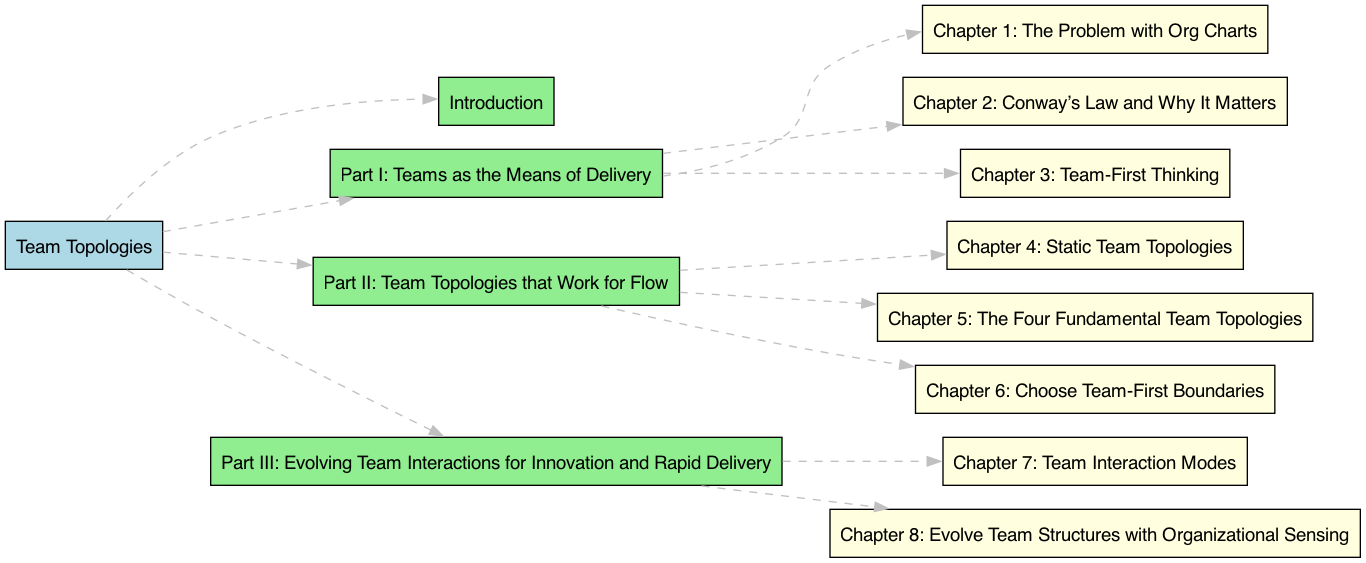 Team Topologies
Introduction
Part I: Teams as the Means of Delivery
Chapter 1: The Problem with Org Charts
Chapter 2: Conway’s Law and Why It Matters
Chapter 3: Team-First Thinking
Part II: Team Topologies that Work for Flow
Chapter 4: Static Team Topologies
Chapter 5: The Four Fundamental Team Topologies
Chapter 6: Choose Team-First Boundaries
Part III: Evolving Team Interactions for Innovation and Rapid Delivery
Chapter 7: Team Interaction Modes
Chapter 8: Evolve Team Structures with Organizational Sensing